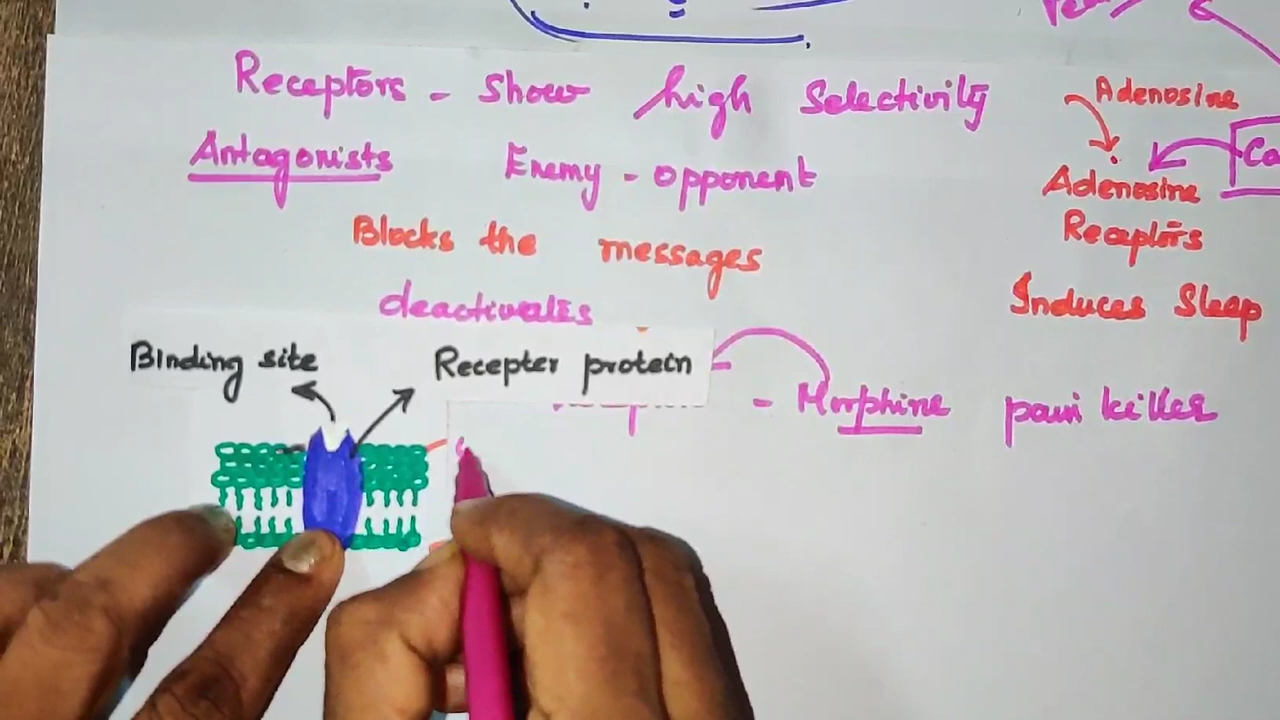 Receptors - Show high Selectivity
Antagonists Enemy - opponent
Blocks the messages
deactivates
Binding site
Recepter protein
- Morphine pain killer
Adenosine
Adenosine
Receptors
Induces Sleep